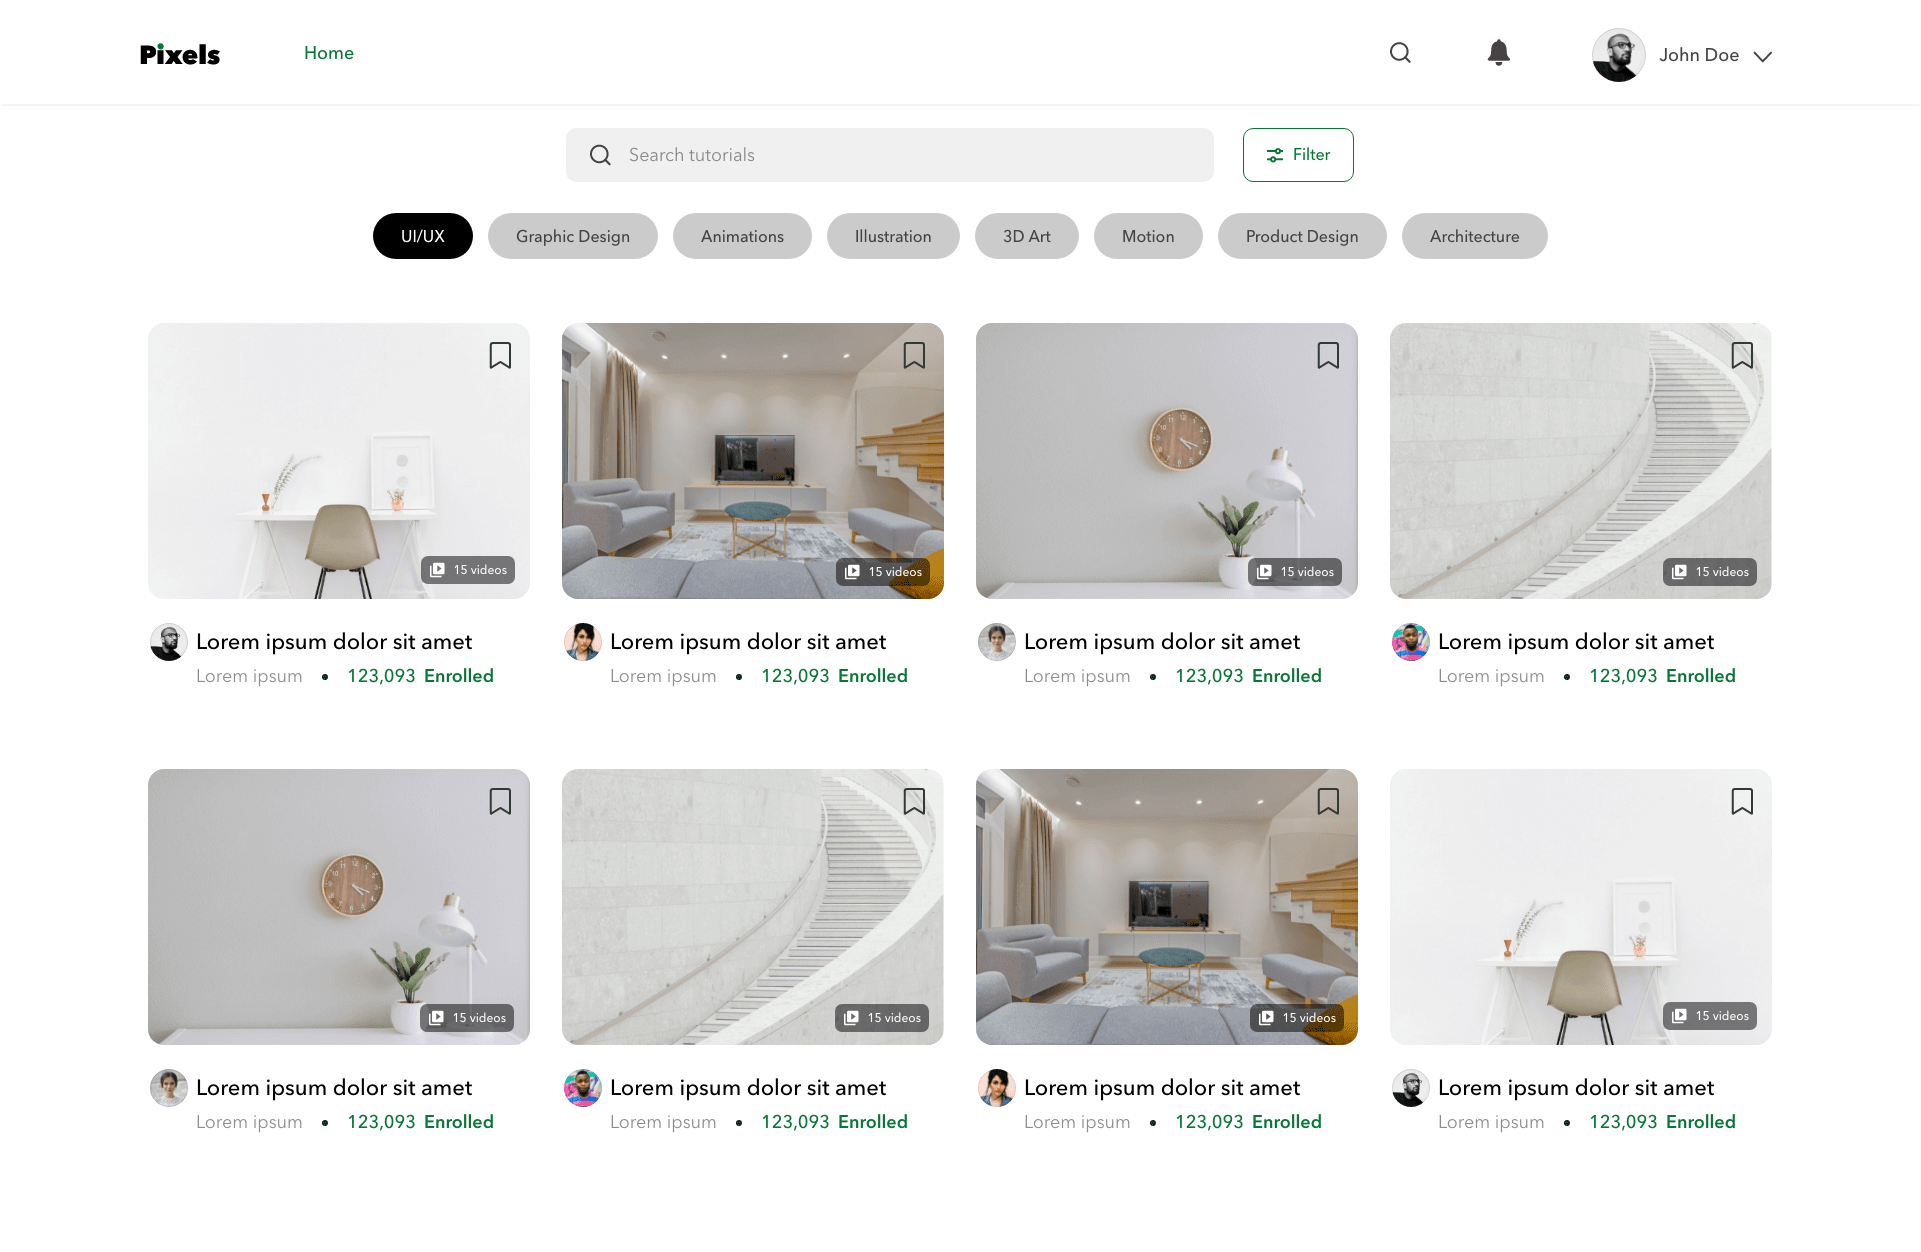 Pixels
Home
John Doe
Search tutorials
Filter
UI/UX
Graphic Design
Animations
Illustration
3D Art
Motion
Product Design
Architecture
15 videos
15 videos
15 videos
15 videos
Lorem ipsum dolor sit amet
Lorem ipsum • 123,093 Enrolled
Lorem ipsum dolor sit amet
Lorem ipsum • 123,093 Enrolled
Lorem ipsum dolor sit amet
Lorem ipsum • 123,093 Enrolled
Lorem ipsum dolor sit amet
Lorem ipsum • 123,093 Enrolled
15 videos
15 videos
15 videos
15 videos
Lorem ipsum dolor sit amet
Lorem ipsum • 123,093 Enrolled
Lorem ipsum dolor sit amet
Lorem ipsum • 123,093 Enrolled
Lorem ipsum dolor sit amet
Lorem ipsum • 123,093 Enrolled
Lorem ipsum dolor sit amet
Lorem ipsum • 123,093 Enrolled